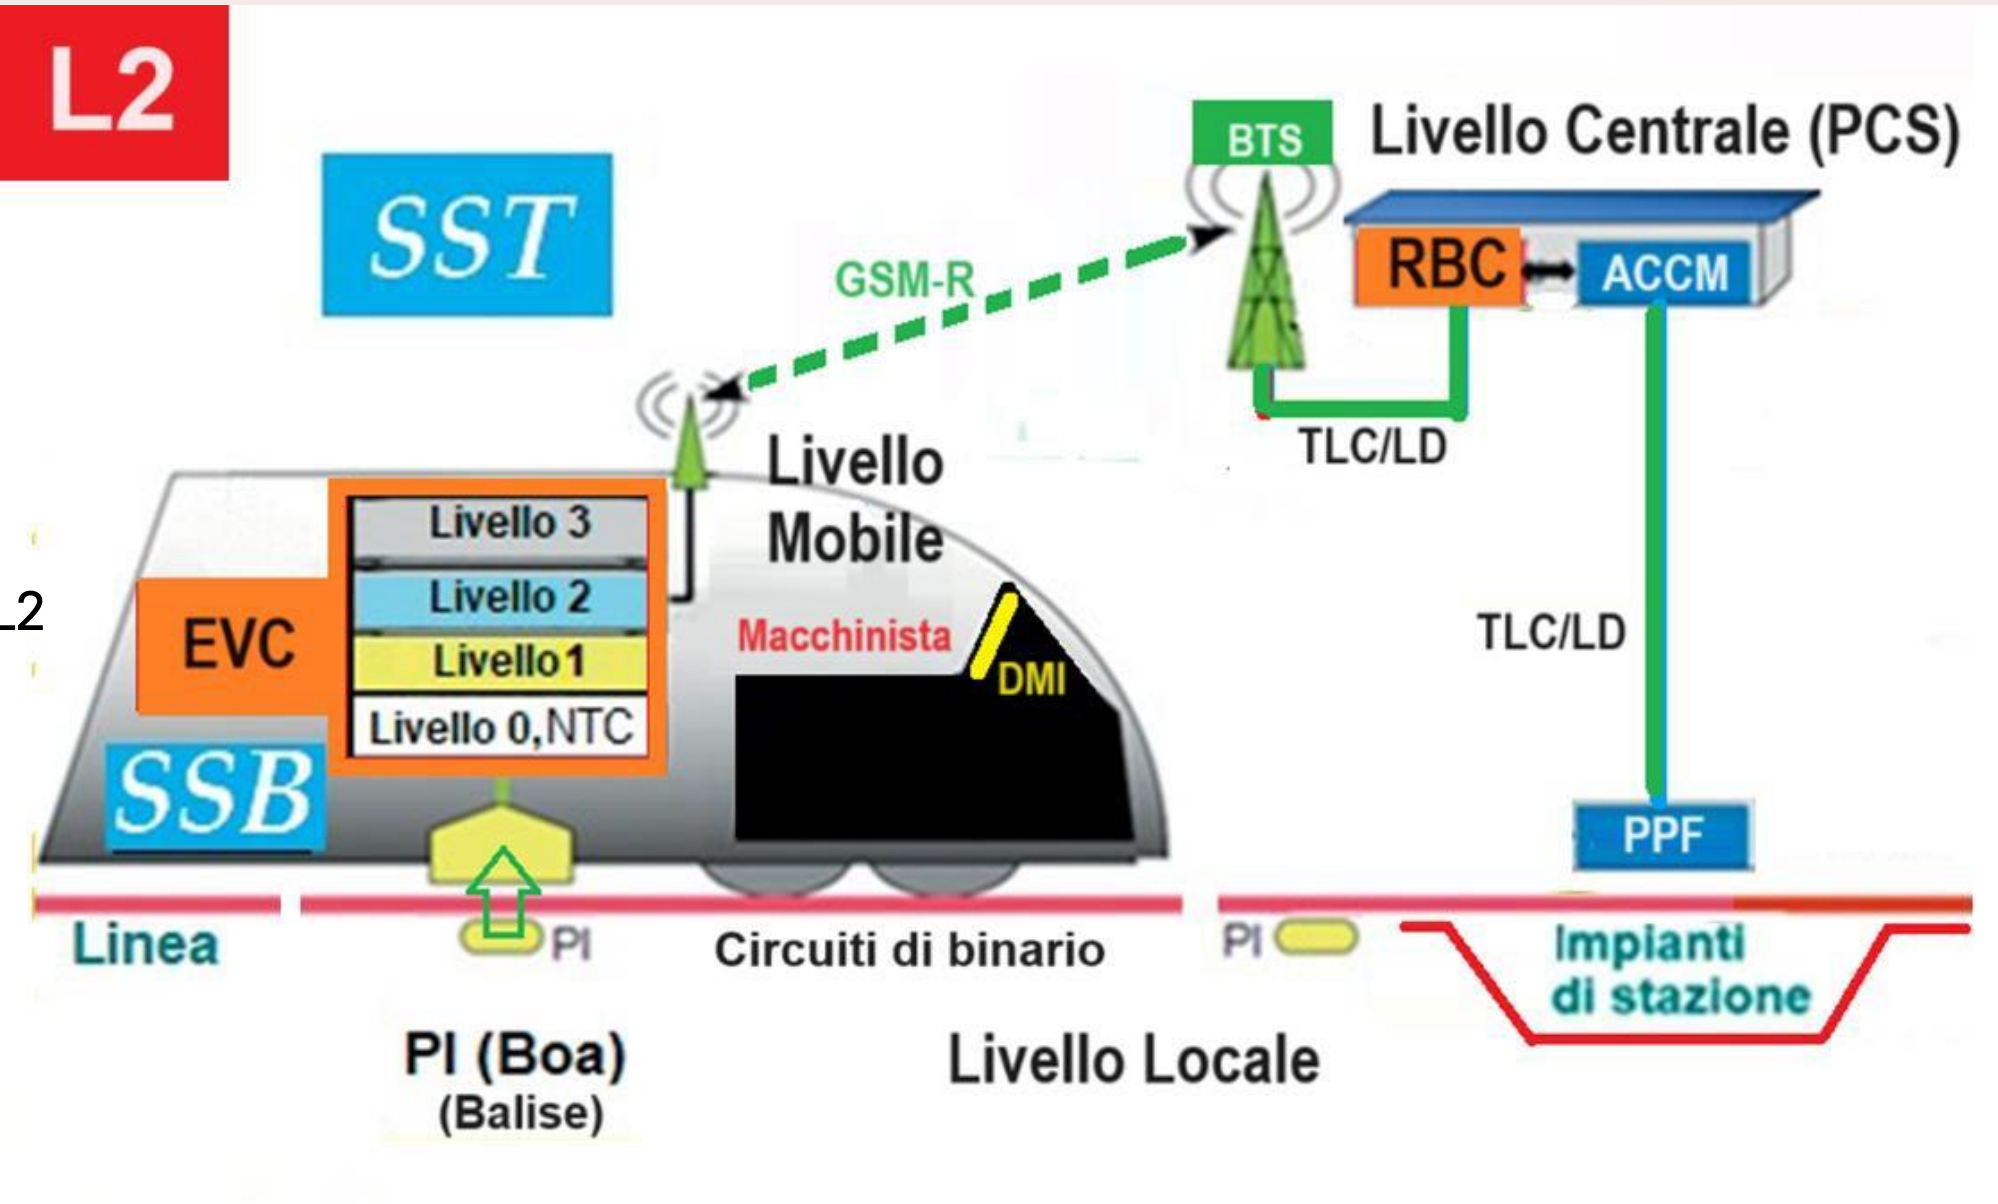 L2
BTS
Livello Centrale (PCS)
SST
GSM-R
RBC
ACCM
TLC/LD
Livello
Mobile
Livello 3
Livello 2
Livello 1
Livello 0, NTC
L2
EVC
Macchinista
DMI
TLC/LD
SSB
PPF
Linea
PI
Circuiti di binario
PI
Impianti
di stazione
PI (Boa)
(Balise)
Livello Locale